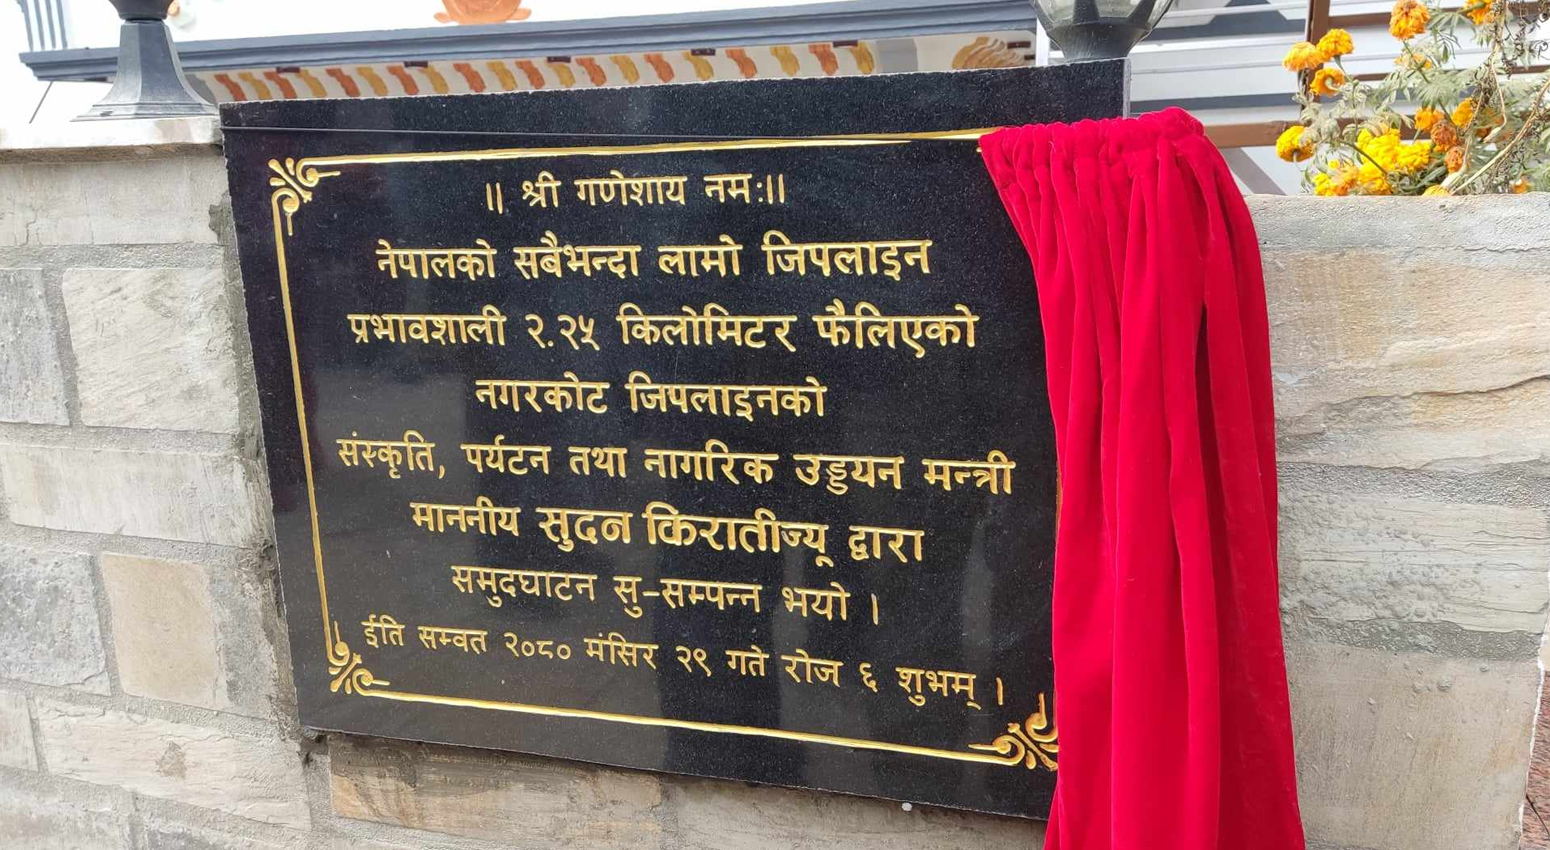 ॥ श्री गणेशाय नमः॥
नेपालको सबैभन्दा लामो जिपलाइन
प्रभावशाली २.२५ किलोमिटर फैलिएको
नगरकोट जिपलाइनको
संस्कृति, पर्यटन तथा नागरिक उड्डयन मन्त्री
माननीय सुदन किरातीज्यू द्वारा
समुदघाटन सु-सम्पन्न भयो ।
ईति सम्वत २०८० मंसिर २९ गते रोज ६ शुभम् ।